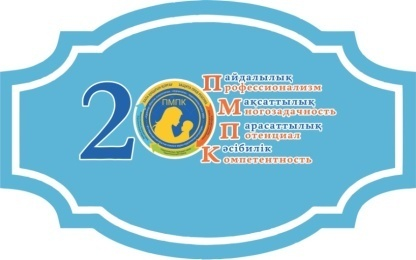 20
ПМПК
Пайдалылық
Профессионализм
Мақсаттылық
Многозадачность
Парасаттылық
Потенциал
Кәсібилік
Компетентность